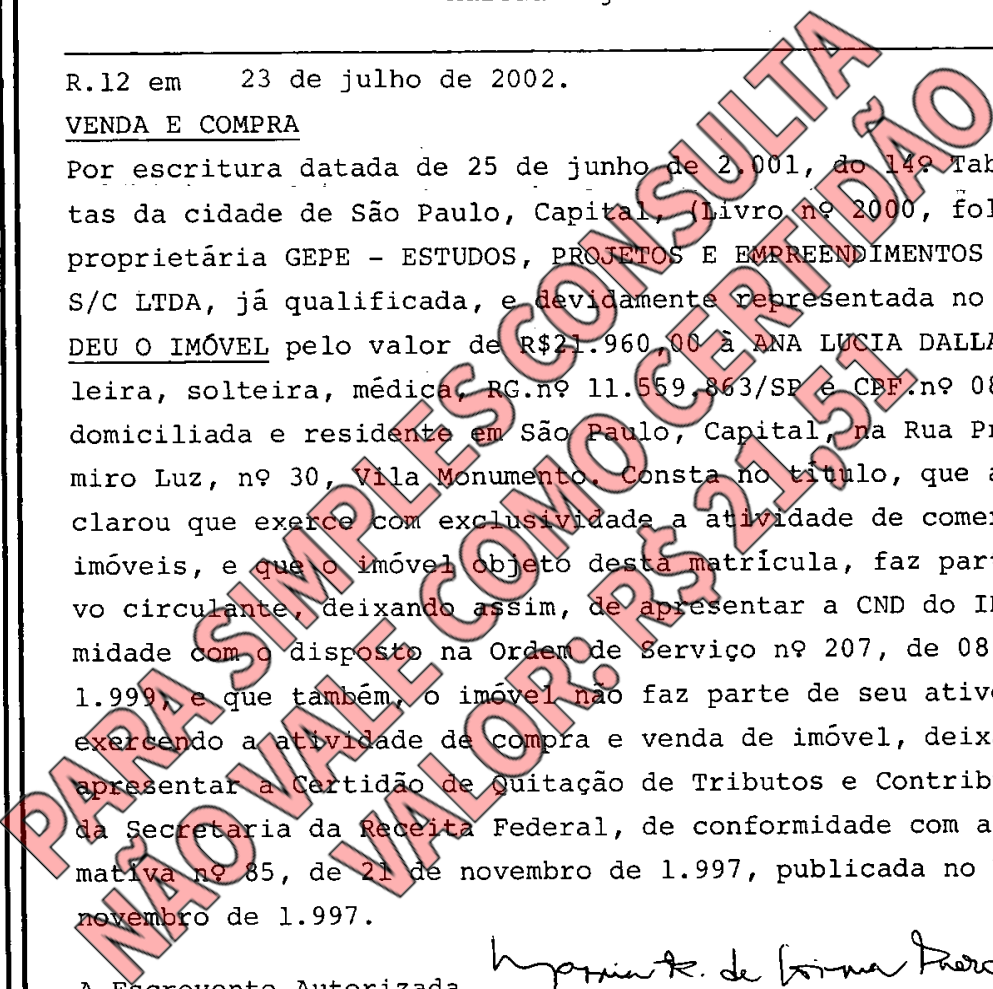 R.12 em 23 de julho de 2002.
VENDA E COMPRA
Por escritura datada de 25 de junho de 2.001, do 14º Tab
tas da cidade de São Paulo, Capital, (Livro nº 2000, fol
proprietária GEPE - ESTUDOS, PROJETOS E EMPREENDIMENTOS
S/C LTDA, já qualificada, e devidamente representada no
DEU O IMÓVEL pelo valor de R$21.960,00 à ANA LUCIA DALLA
leira, solteira, médica, RG.nº 11.559.863/SP e CPF.nº 08
domiciliada e residente em São Paulo, Capital, na Rua Pr
miro Luz, nº 30, Vila Monumento. Consta no título, que a
clarou que exerce com exclusividade a atividade de comer
imóveis, e que o imóvel objeto desta matrícula, faz par
vo circulante, deixando assim, de apresentar a CND do I
midade com o disposto na Ordem de Serviço nº 207, de 08
1.999, e que também, o imóvel não faz parte de seu ativ
exercendo a atividade de compra e venda de imóvel, deix
apresentar a Certidão de Quitação de Tributos e Contrib
da Secretaria da Receita Federal, de conformidade com a
mativa nº 85, de 21 de novembro de 1.997, publicada no
novembro de 1.997.
A Escrevente Autorizada
PARA SIMPLES CONSULTA
NÃO VALE COMO CERTIDÃO
VALOR: R$ 21,51